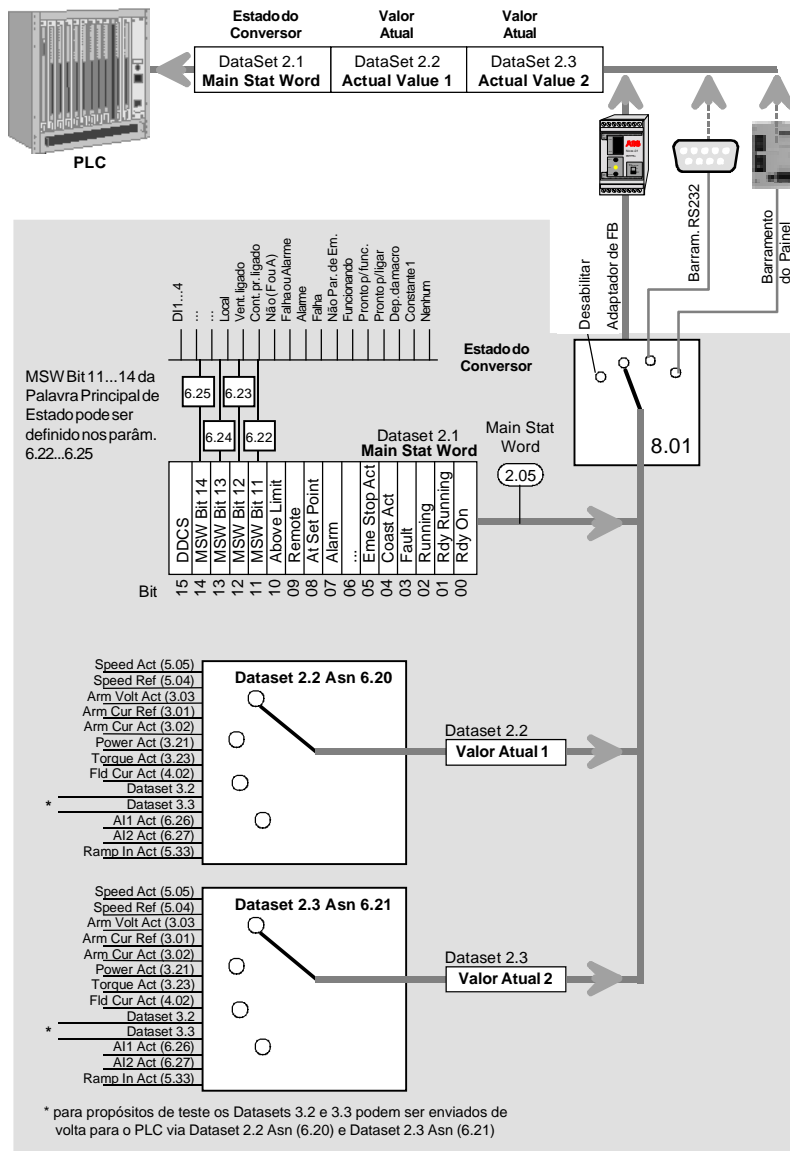 Estado do
Conversor
Valor
Atual
Valor
Atual
DataSet 2.1
Main Stat Word
DataSet 2.2
Actual Value 1
DataSet 2.3
Actual Value 2
PLC
ABB
Desabilitar
Adaptador de FB
Barram. RS232
Barramento
do Painel
DI1...4
...
...
Local
Vent. ligado
Cont. pr. ligado
Não (F ou A)
Falha ou Alarme
Alarme
Falha
Não Par. de Em.
Funcionando
Pronto p/ func.
Pronto p/ ligar
Dep. da macro
Constante 1
Nenhum
Estado do
Conversor
MSW Bit 11...14 da
Palavra Principal de
Estado pode ser
definido nos parâm.
6.22...6.25
6.25
6.23
6.24
6.22
Dataset 2.1
Main Stat Word
Main Stat
Word
2.05
8.01
DDCS
MSW Bit 14
MSW Bit 13
MSW Bit 12
MSW Bit 11
Above Limit
Remote
At Set Point
Alarm
...
Eme Stop Act
Coast Act
Fault
Running
Rdy Running
Rdy On
Bit
15
14
13
12
11
10
09
08
07
06
05
04
03
02
01
00
Speed Act (5.05)
Speed Ref (5.04)
Arm Volt Act (3.03
Arm Cur Ref (3.01)
Arm Cur Act (3.02)
Power Act (3.21)
Torque Act (3.23)
Fld Cur Act (4.02)
Dataset 3.2
* Dataset 3.3
AI1 Act (6.26)
AI2 Act (6.27)
Ramp In Act (5.33)
Dataset 2.2 Asn 6.20
Dataset 2.2
Valor Atual 1
Speed Act (5.05)
Speed Ref (5.04)
Arm Volt Act (3.03
Arm Cur Ref (3.01)
Arm Cur Act (3.02)
Power Act (3.21)
Torque Act (3.23)
Fld Cur Act (4.02)
Dataset 3.2
* Dataset 3.3
AI1 Act (6.26)
AI2 Act (6.27)
Ramp In Act (5.33)
Dataset 2.3 Asn 6.21
Dataset 2.3
Valor Atual 2
* para propósitos de teste os Datasets 3.2 e 3.3 podem ser enviados de
volta para o PLC via Dataset 2.2 Asn (6.20) e Dataset 2.3 Asn (6.21)